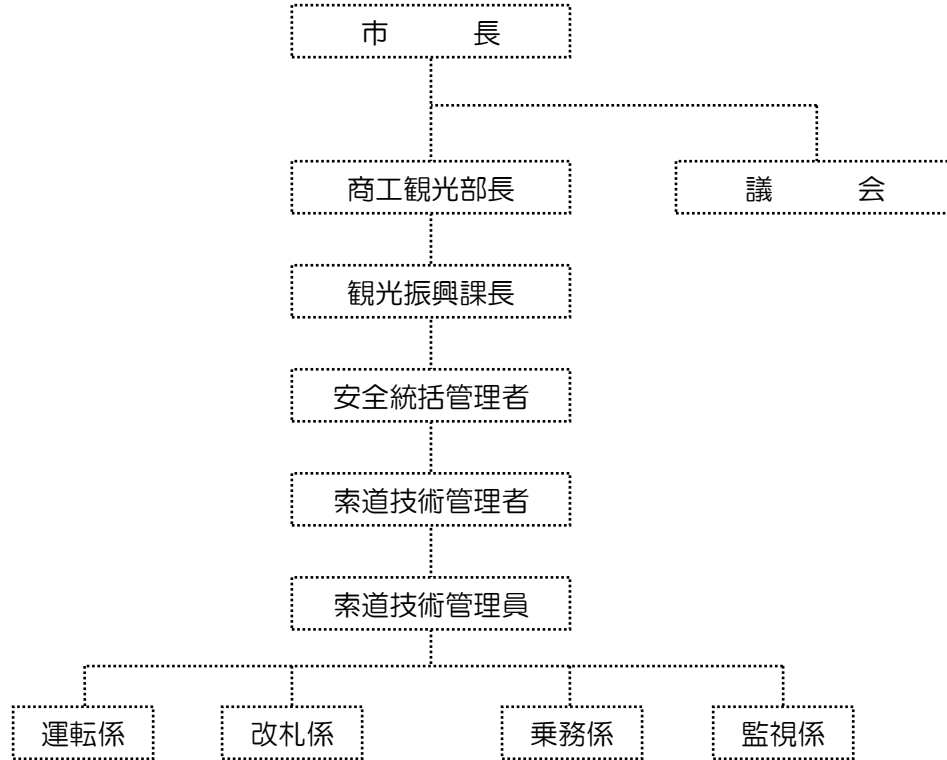 市　　　長
商工観光部長
議　　　会
観光振興課長
安全統括管理者
索道技術管理者
索道技術管理員
運転係
改札係
乗務係
監視係